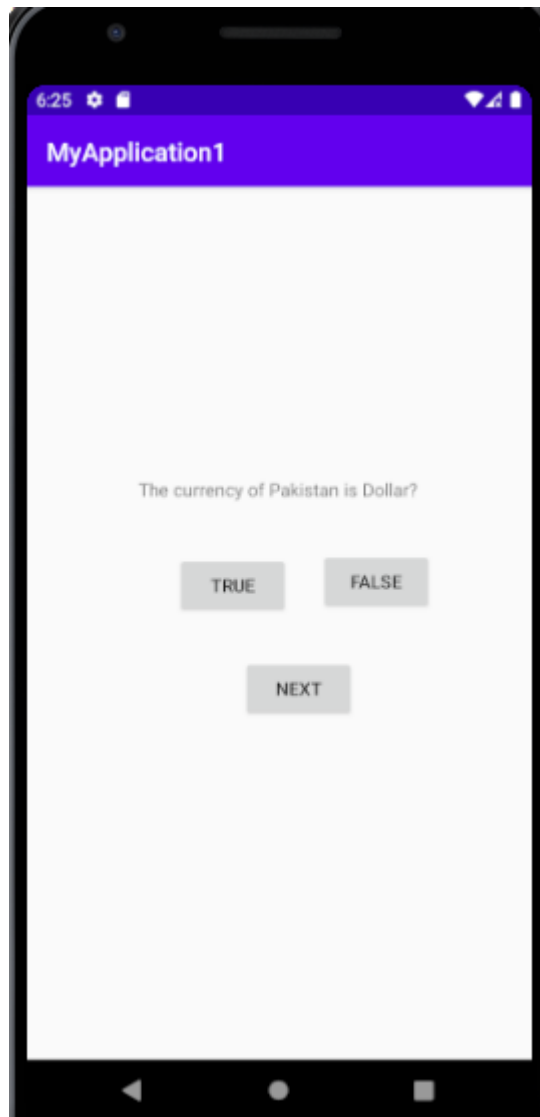 6:25
MyApplication1
The currency of Pakistan is Dollar?
TRUE FALSE
NEXT